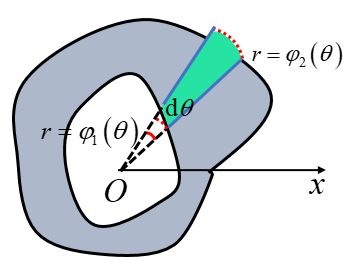 r = φ₂(θ)
dθ
r = φ₁(θ)
O
x